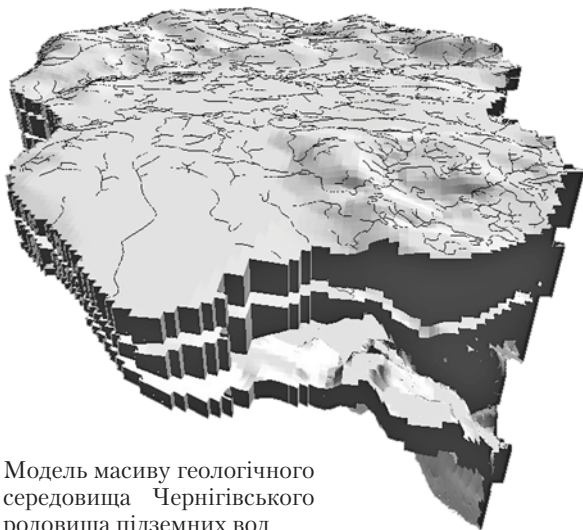 Модель масиву геологічного
середовища Чернігівського
родовища підземних вод